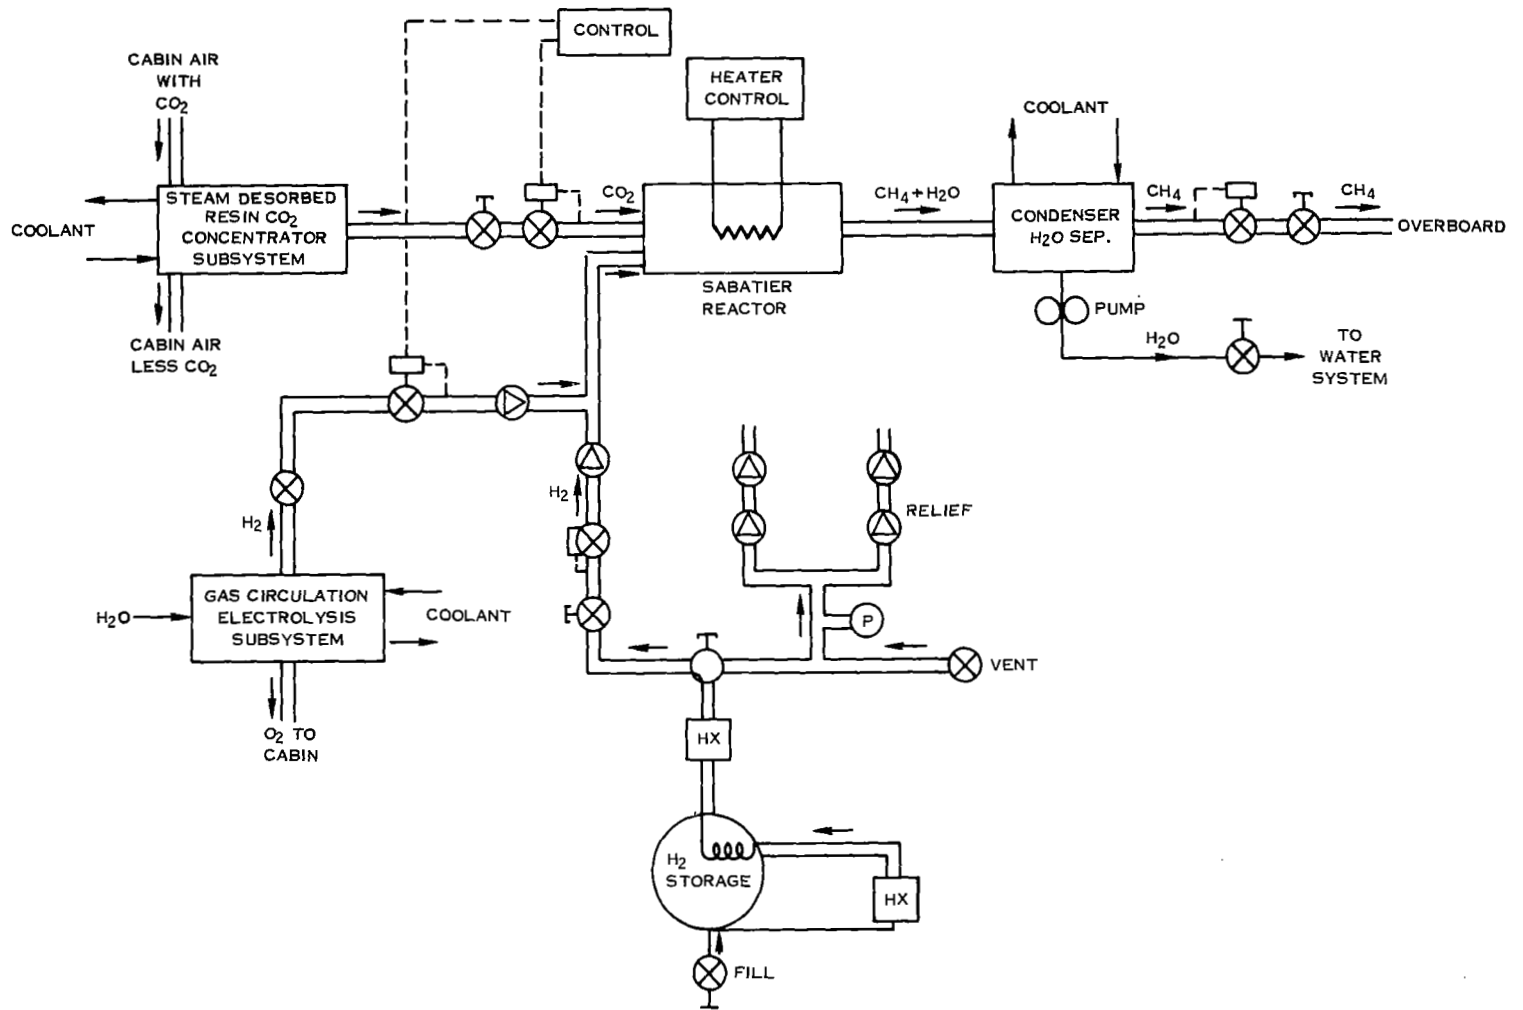 CONTROL
CABIN AIR
WITH
CO2
HEATER
CONTROL
COOLANT
STEAM DESORBED
RESIN CO2
CONCENTRATOR
SUBSYSTEM
COOLANT
CO2
CH4+H2O
CONDENSER
H2O SEP.
CH4
CH4
OVERBOARD
SABATIER
REACTOR
PUMP
H2O
TO
WATER
SYSTEM
CABIN AIR
LESS CO2
H2
H2
RELIEF
GAS CIRCULATION
ELECTROLYSIS
SUBSYSTEM
H2O
COOLANT
P
VENT
O2 TO
CABIN
HX
H2
STORAGE
HX
FILL